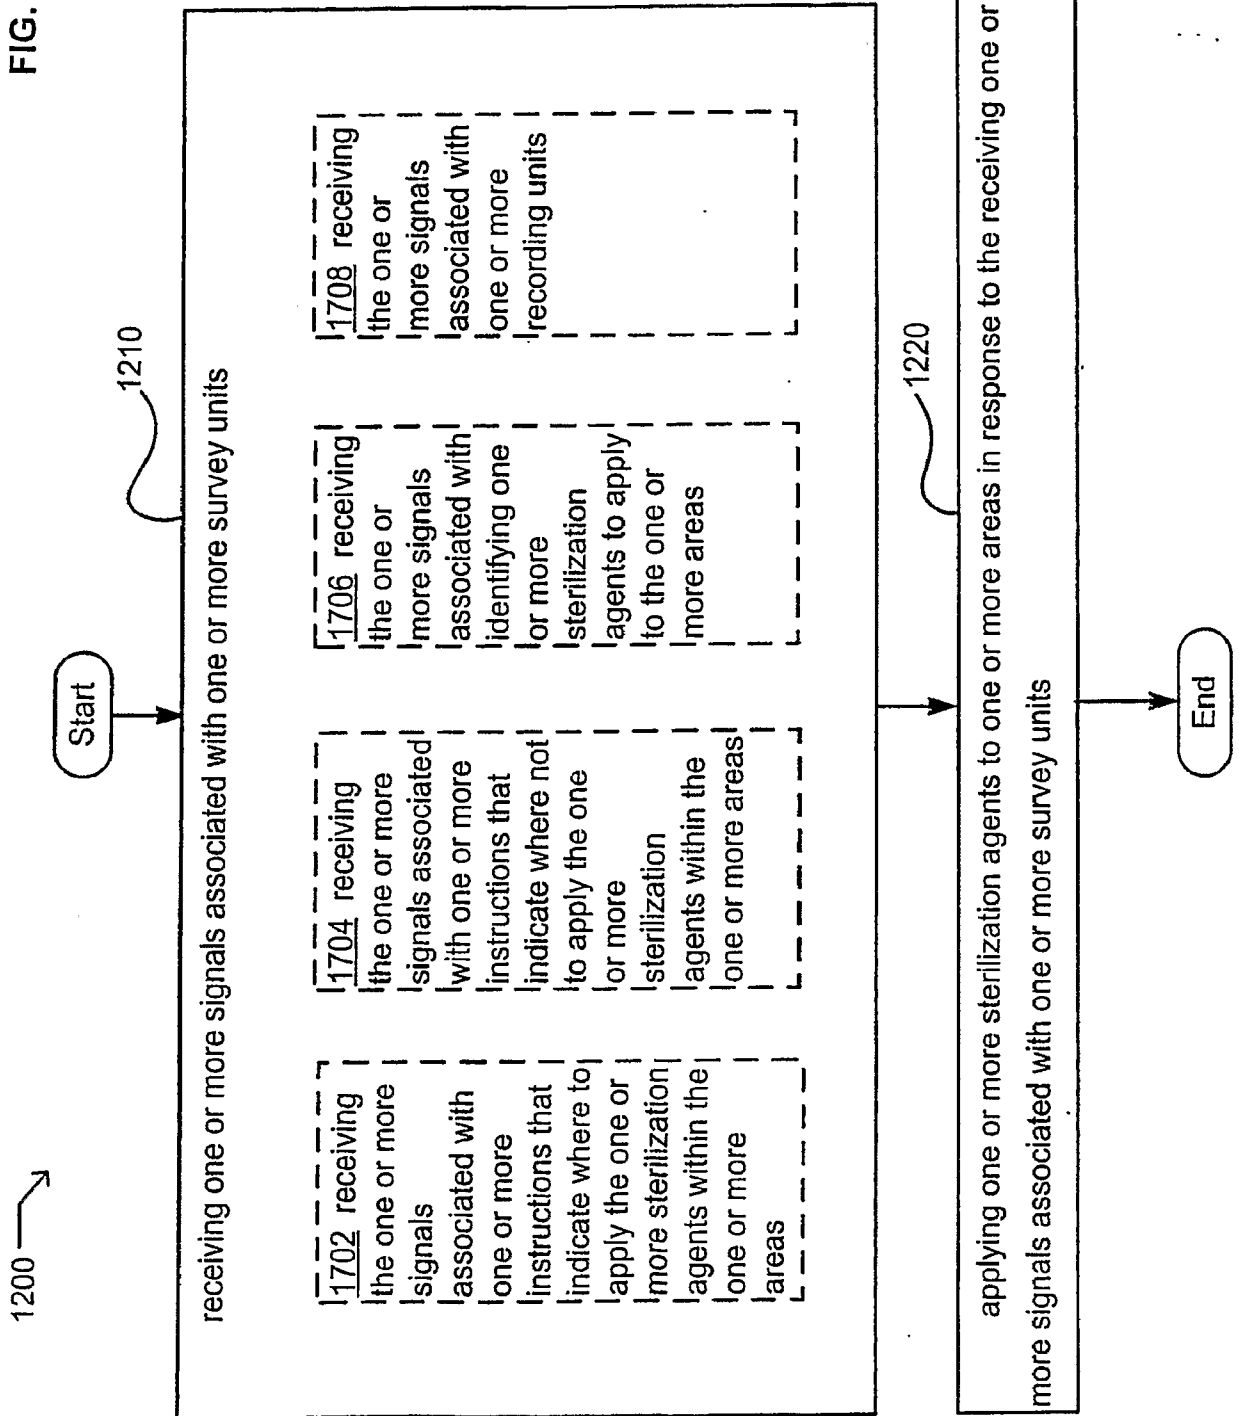 FIG.
1200
Start
1210
receiving one or more signals associated with one or more survey units
1702 receiving
the one or more
signals
associated with
one or more
instructions that
indicate where to
apply the one or
more sterilization
agents within the
one or more
areas
1704 receiving
the one or more
signals associated
with one or more
instructions that
indicate where not
to apply the one
or more
sterilization
agents within the
one or more areas
1706 receiving
the one or
more signals
associated with
identifying one
or more
sterilization
agents to apply
to the one or
more areas
1708 receiving
the one or
more signals
associated with
one or more
recording units
1220
applying one or more sterilization agents to one or more areas in response to the receiving one or
more signals associated with one or more survey units
End